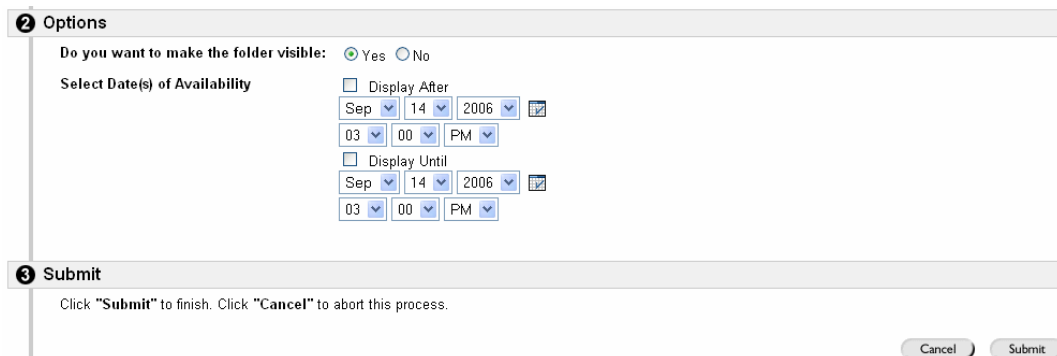 2 Options
Do you want to make the folder visible: Yes No
Select Date(s) of Availability Display After
Sep 14 2006
03 00 PM
Display Until
Sep 14 2006
03 00 PM
3 Submit
Click "Submit" to finish. Click "Cancel" to abort this process.
Cancel Submit